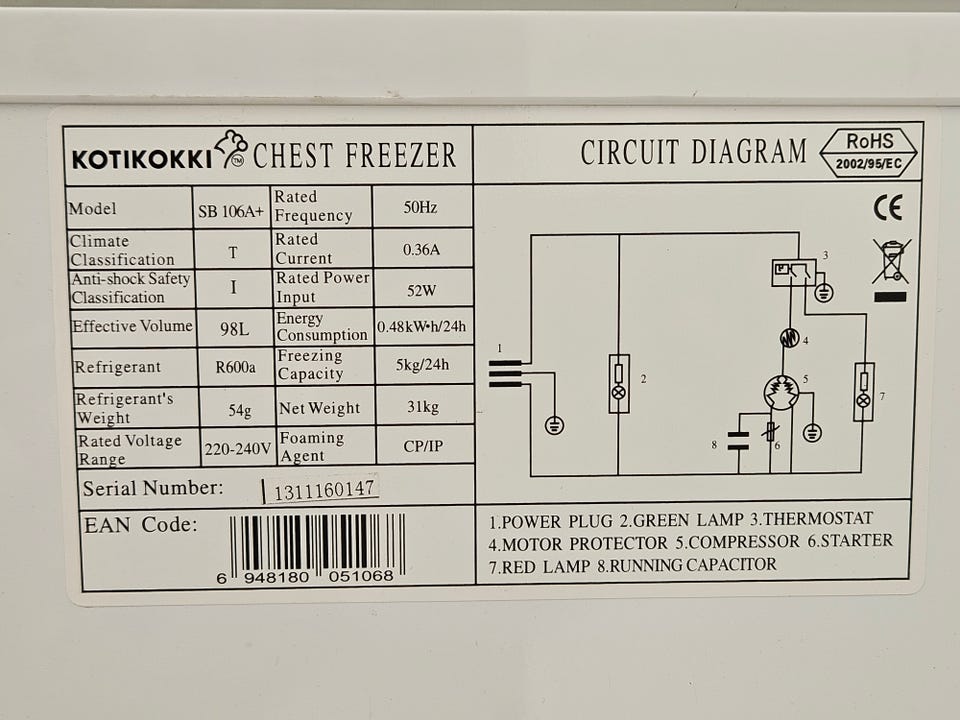 KOTIKOKKI TM CHEST FREEZER
Model SB 106A+ Rated Frequency 50Hz
Climate Classification T Rated Current 0.36A
Anti-shock Safety Classification I Rated Power Input 52W
Effective Volume 98L Energy Consumption 0.48kW•h/24h
Refrigerant R600a Freezing Capacity 5kg/24h
Refrigerant's Weight 54g Net Weight 31kg
Rated Voltage Range 220-240V Foaming Agent CP/IP
Serial Number: 1311160147
EAN Code:
6 948180 051068
CIRCUIT DIAGRAM
RoHS
2002/95/EC
CE
1
2
3
4
5
6
7
8
1.POWER PLUG 2.GREEN LAMP 3.THERMOSTAT
4.MOTOR PROTECTOR 5.COMPRESSOR 6.STARTER
7.RED LAMP 8.RUNNING CAPACITOR